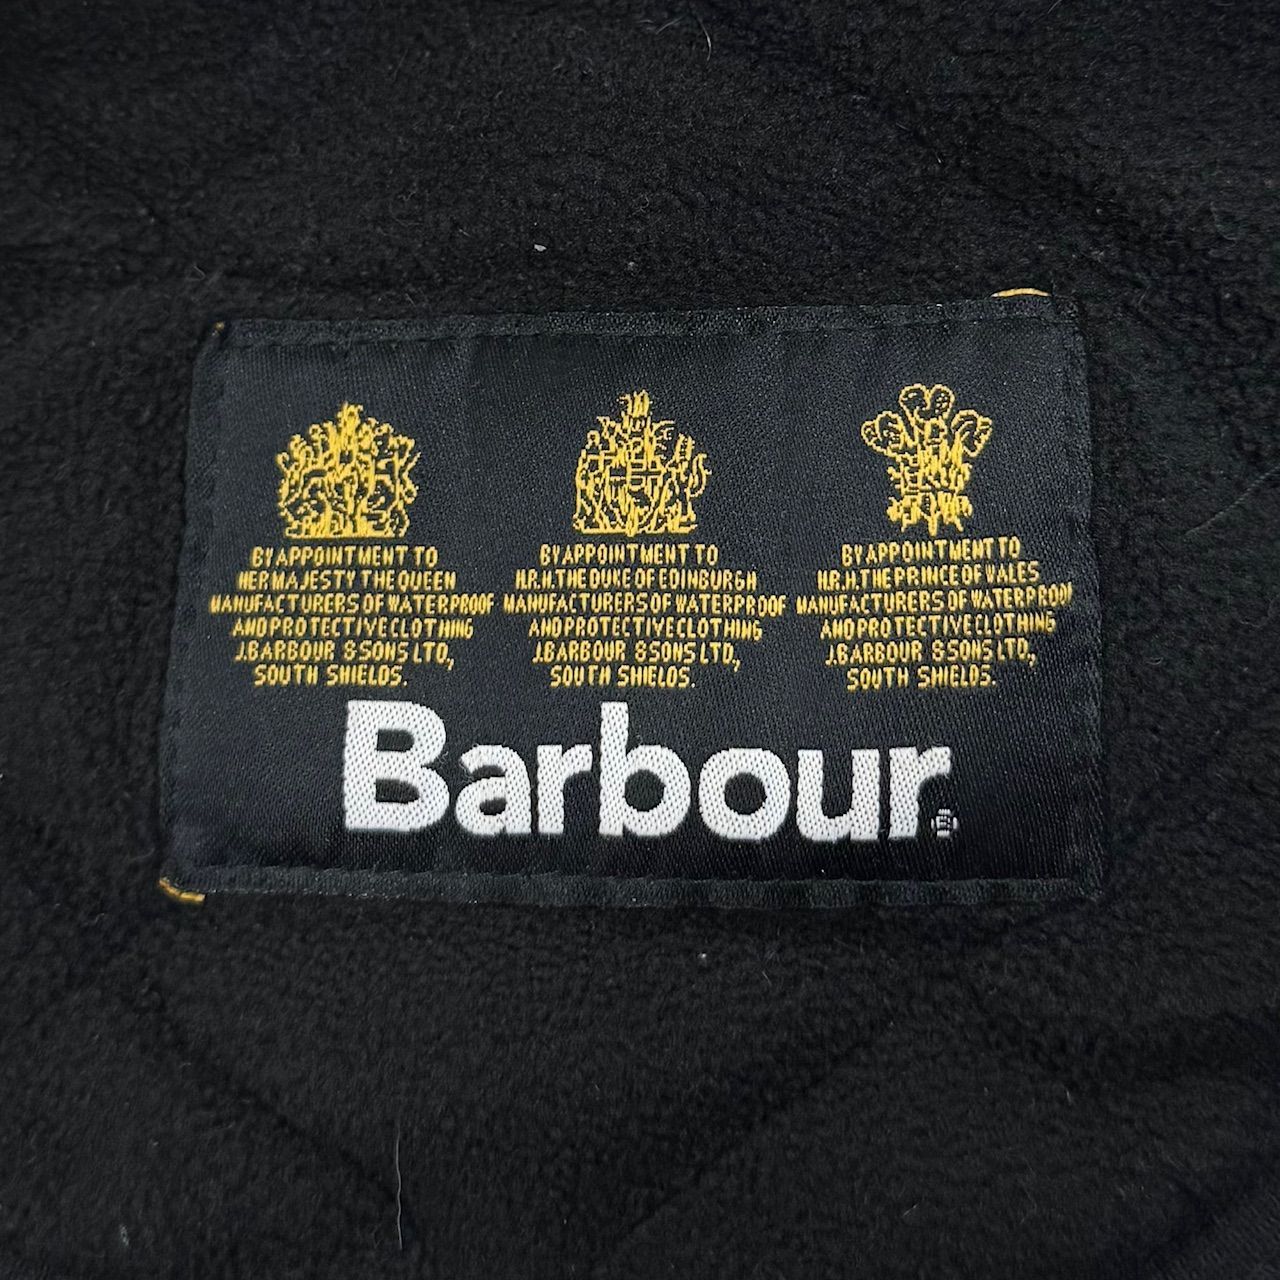 BY APPOINTMENT TO
HER MAJESTY THE QUEEN
MANUFACTURERS OF WATERPROOF
AND PROTECTIVE CLOTHING
J.BARBOUR & SONS LTD,
SOUTH SHIELDS.
BY APPOINTMENT TO
H.R.H. THE DUKE OF EDINBURGH
MANUFACTURERS OF WATERPROOF
AND PROTECTIVE CLOTHING
J.BARBOUR & SONS LTD,
SOUTH SHIELDS.
BY APPOINTMENT TO
H.R.H. THE PRINCE OF WALES
MANUFACTURERS OF WATERPROOF
AND PROTECTIVE CLOTHING
J.BARBOUR & SONS LTD,
SOUTH SHIELDS.
Barbour®